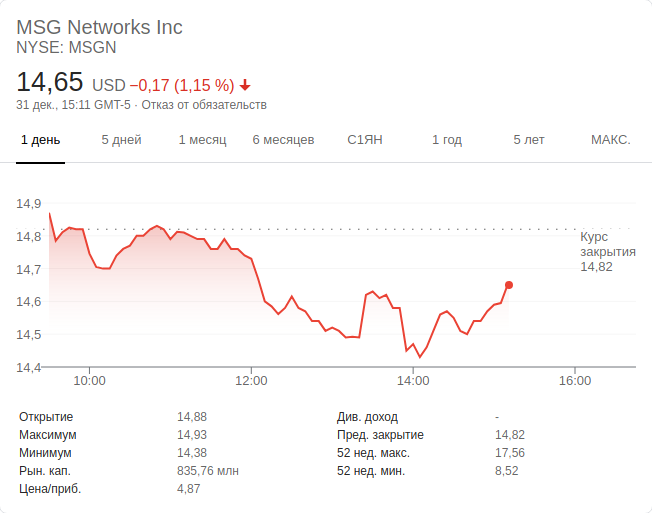 MSG Networks Inc
NYSE: MSGN
14,65 USD −0,17 (1,15 %)
31 дек., 15:11 GMT-5 · Отказ от обязательств
1 день 5 дней 1 месяц 6 месяцев С1ЯН 1 год 5 лет МАКС.
14,9
14,8
14,7
14,6
14,5
14,4
Курс
закрытия
14,82
10:00 12:00 14:00 16:00
Открытие 14,88 Див. доход -
Максимум 14,93 Пред. закрытие 14,82
Минимум 14,38 52 нед. макс. 17,56
Рын. кап. 835,76 млн 52 нед. мин. 8,52
Цена/приб. 4,87